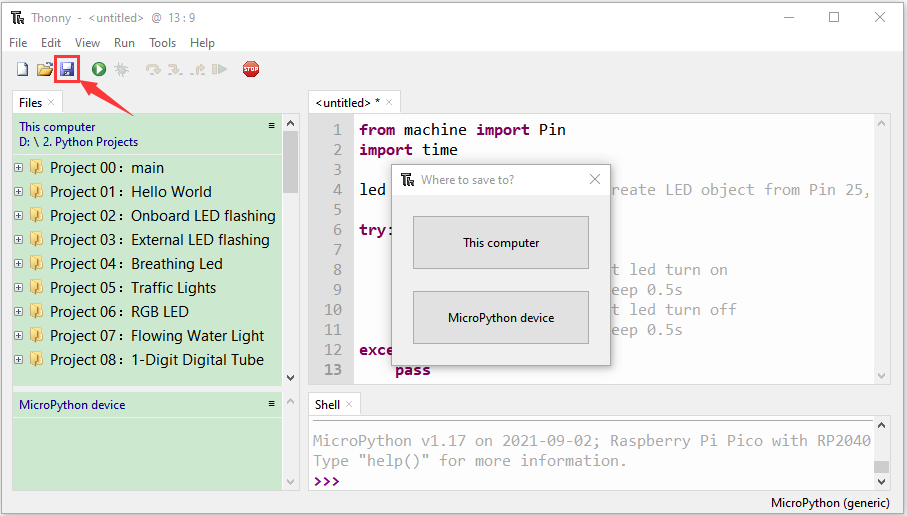 Thonny - <untitled> @ 13:9
File Edit View Run Tools Help
STOP
Files
This computer
D: \ 2. Python Projects
Project 00：main
Project 01：Hello World
Project 02：Onboard LED flashing
Project 03：External LED flashing
Project 04：Breathing Led
Project 05：Traffic Lights
Project 06：RGB LED
Project 07：Flowing Water Light
Project 08：1-Digit Digital Tube
MicroPython device
<untitled> *
1 from machine import Pin
2 import time
3
4 led reate LED object from Pin 25,
5
6 try:
7
8 t led turn on
9 eep 0.5s
10 t led turn off
11 eep 0.5s
12 exce
13 pass
Where to save to?
This computer
MicroPython device
Shell
MicroPython v1.17 on 2021-09-02; Raspberry Pi Pico with RP2040
Type "help()" for more information.
>>>
MicroPython (generic)